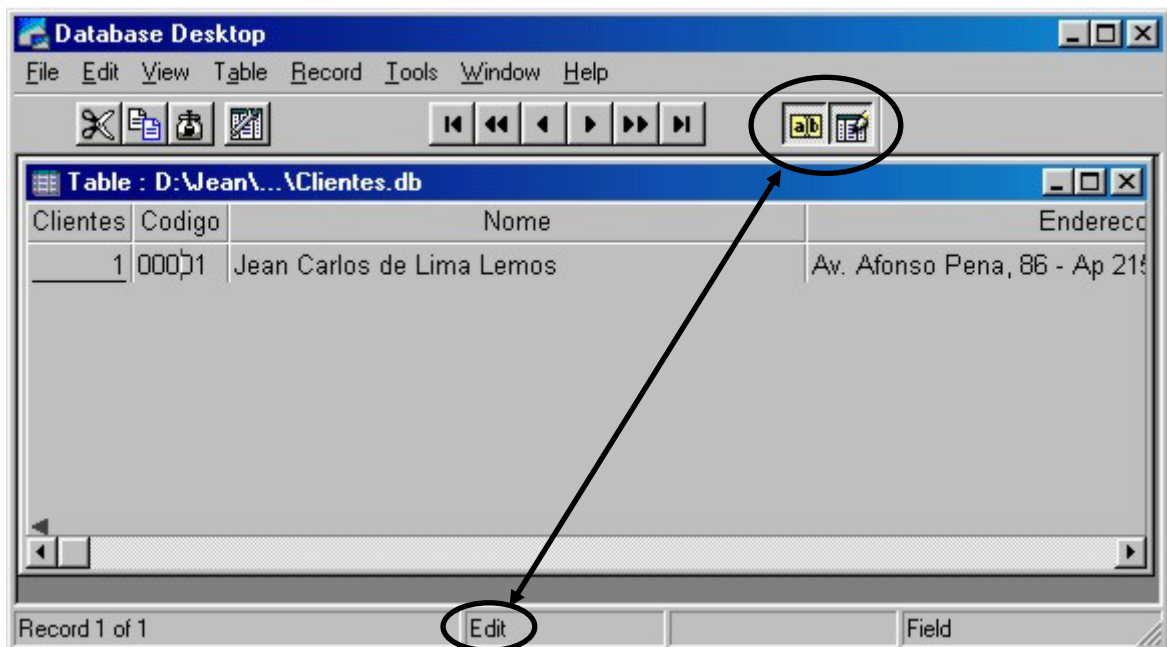 Database Desktop
File Edit View Table Record Tools Window Help
a b
Table : D:\Jean\...\Clientes.db
Clientes Codigo Nome Enderec
1 00001 Jean Carlos de Lima Lemos Av. Afonso Pena, 86 - Ap 215
Record 1 of 1 Edit Field